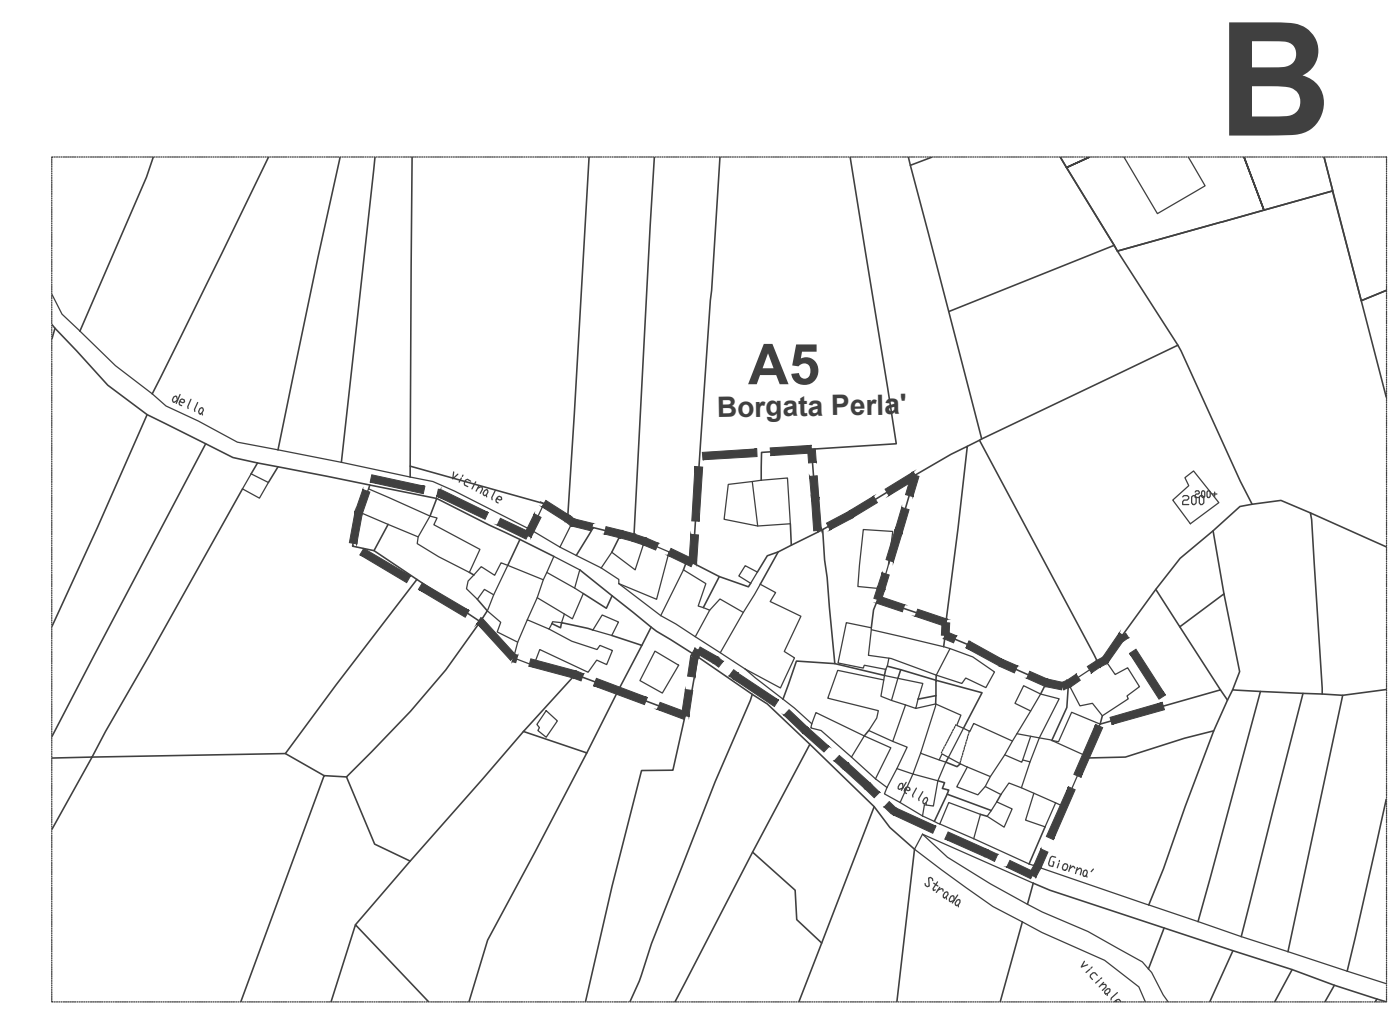 B
A5
Borgata Perla'
della
vicinale
200
200+
della
Giorna'
Strada
vicinale